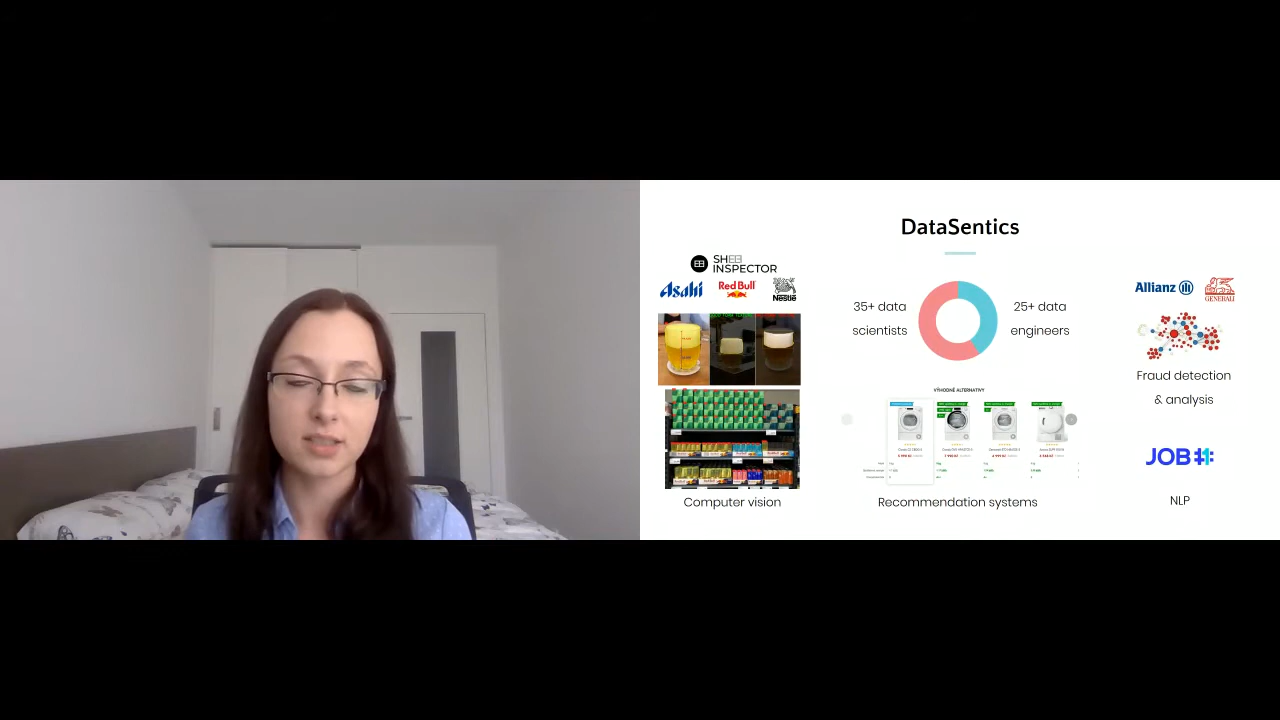 DataSentics
SHELF
INSPECTOR
Asahi
Red Bull
Nestlé
35+ data
scientists
25+ data
engineers
Allianz
GENERALI
Fraud detection
& analysis
VÝHODNÉ ALTERNATIVY
JOB
Computer vision
Recommendation systems
NLP